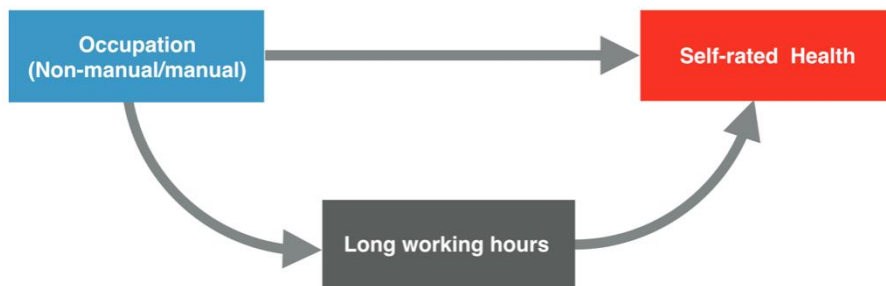 Occupation
(Non-manual/manual)
Self-rated Health
Long working hours